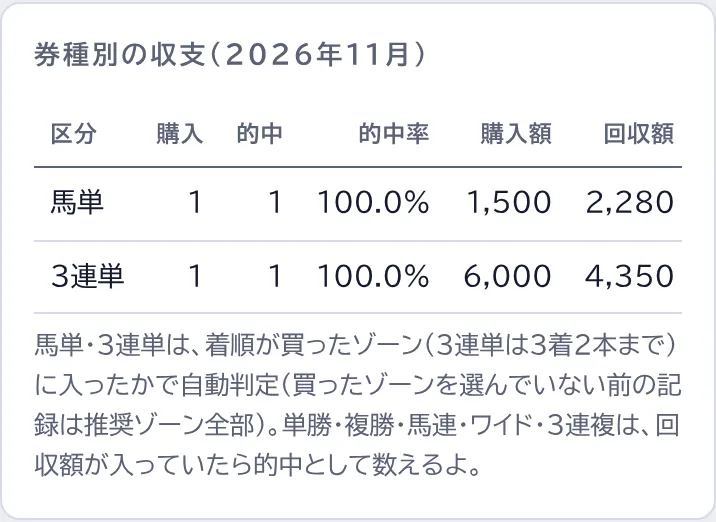 券種別の収支（2026年11月）
区分 購入 的中 的中率 購入額 回収額
馬単 1 1 100.0% 1,500 2,280
3連単 1 1 100.0% 6,000 4,350
馬単・3連単は、着順が買ったゾーン（3連単は3着2本まで）
に入ったかで自動判定（買ったゾーンを選んでいない前の記
録は推奨ゾーン全部）。単勝・複勝・馬連・ワイド・3連複は、回
収額が入っていたら的中として数えるよ。